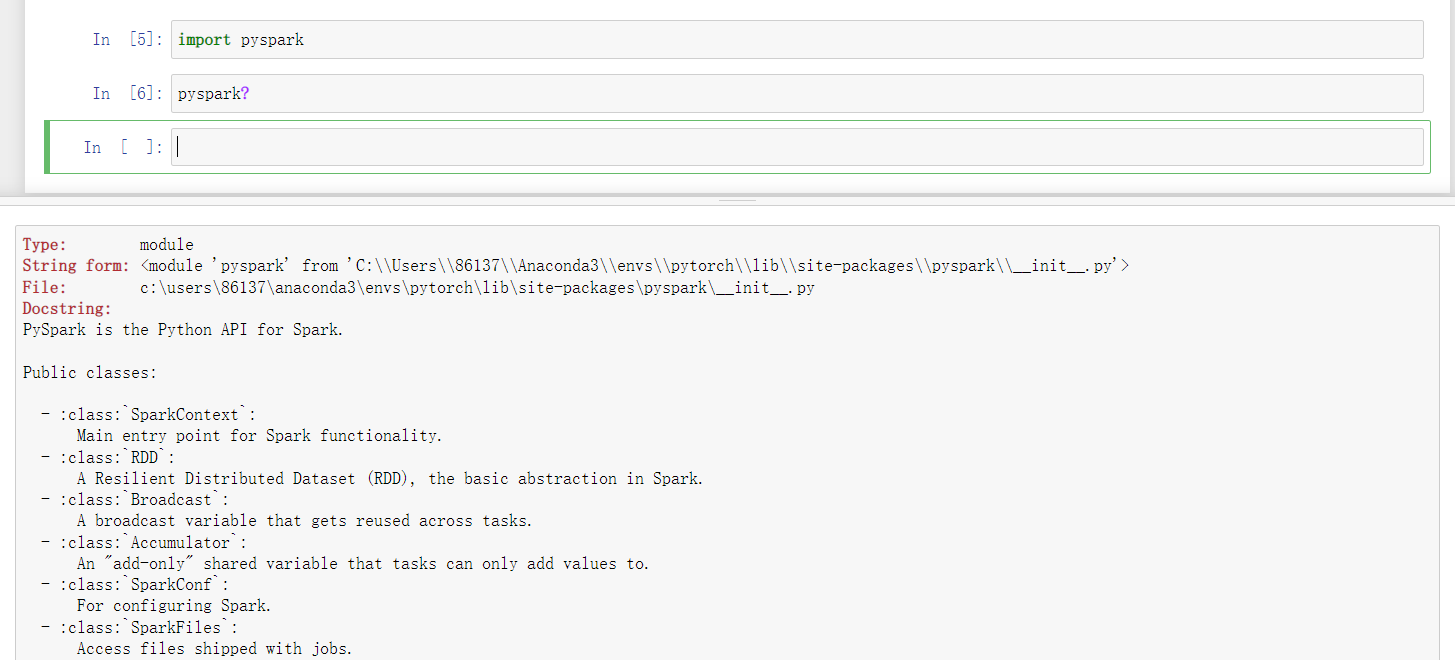 In [5]: import pyspark
In [6]: pyspark?
In [ ]:
Type: module
String form: <module 'pyspark' from 'C:\\Users\\86137\\Anaconda3\\envs\\pytorch\\lib\\site-packages\\pyspark\\__init__.py'>
File: c:\users\86137\anaconda3\envs\pytorch\lib\site-packages\pyspark\__init__.py
Docstring:
PySpark is the Python API for Spark.
Public classes:
- :class:`SparkContext`:
Main entry point for Spark functionality.
- :class:`RDD`:
A Resilient Distributed Dataset (RDD), the basic abstraction in Spark.
- :class:`Broadcast`:
A broadcast variable that gets reused across tasks.
- :class:`Accumulator`:
An "add-only" shared variable that tasks can only add values to.
- :class:`SparkConf`:
For configuring Spark.
- :class:`SparkFiles`:
Access files shipped with jobs.